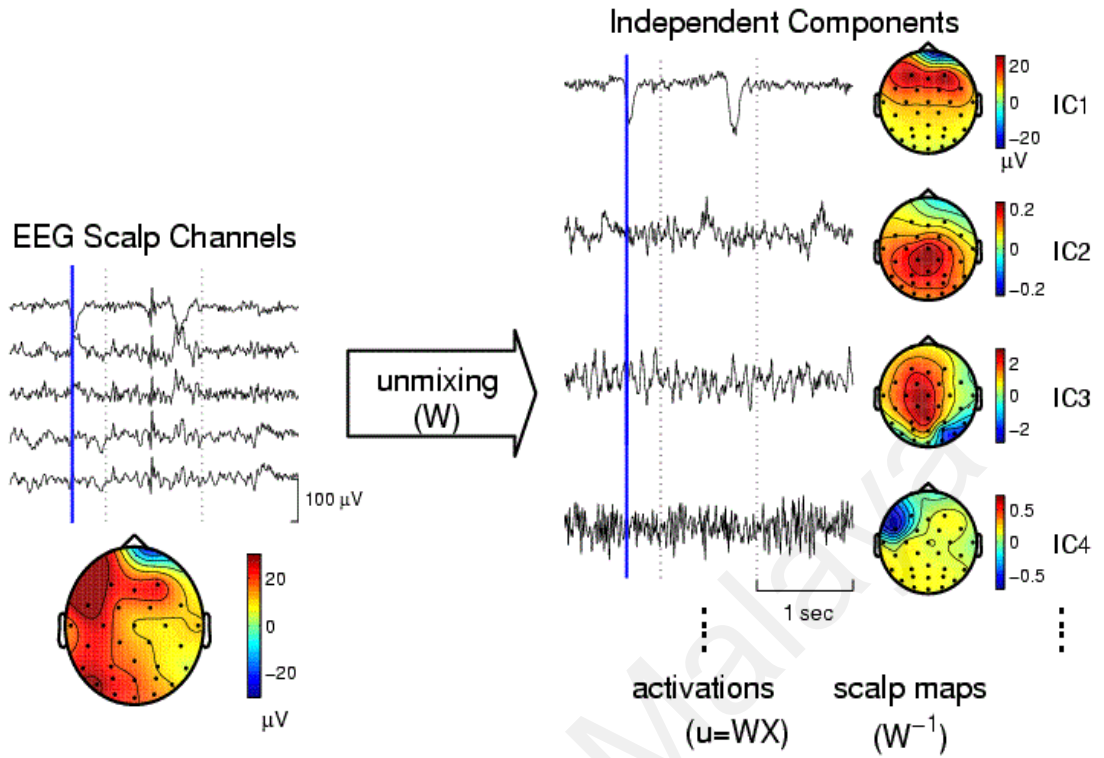 Independent Components
20
0
−20
μV
IC1
0.2
0
−0.2
IC2
EEG Scalp Channels
100 μV
20
0
−20
μV
unmixing
(W)
2
0
−2
IC3
0.5
0
−0.5
IC4
1 sec
activations
(u=WX)
scalp maps
(W⁻¹)
Malaya